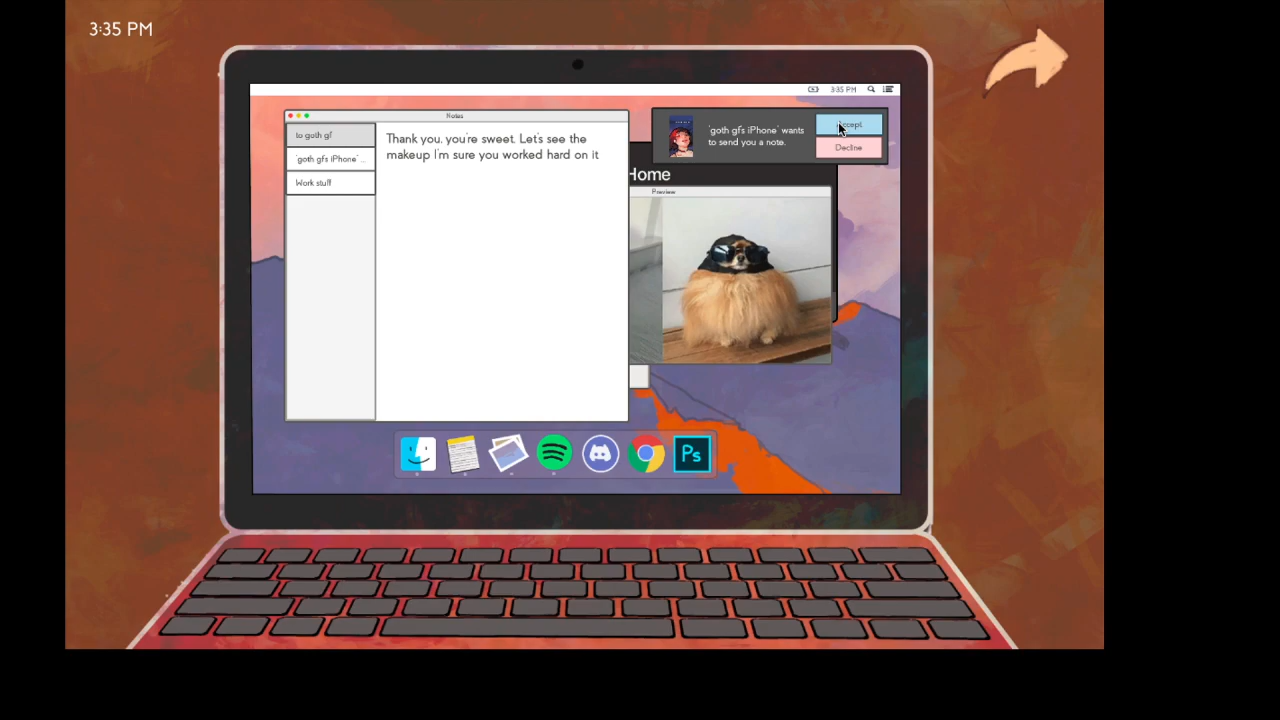 3:35 PM
3:35 PM
Notes
to goth gf
'goth gfs iPhone' ...
Work stuff
Thank you, you're sweet. Let's see the
makeup I'm sure you worked hard on it
'goth gfs iPhone' wants
to send you a note.
Accept
Decline
Home
Preview
Ps